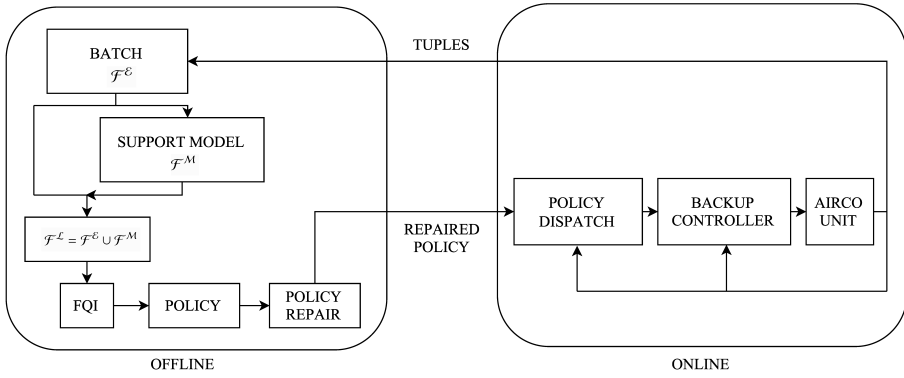 BATCH
𝓕^𝓔
SUPPORT MODEL
𝓕^𝓜
𝓕^𝓛 = 𝓕^𝓔 ∪ 𝓕^𝓜
FQI
POLICY
POLICY
REPAIR
OFFLINE
TUPLES
REPAIRED
POLICY
POLICY
DISPATCH
BACKUP
CONTROLLER
AIRCO
UNIT
ONLINE